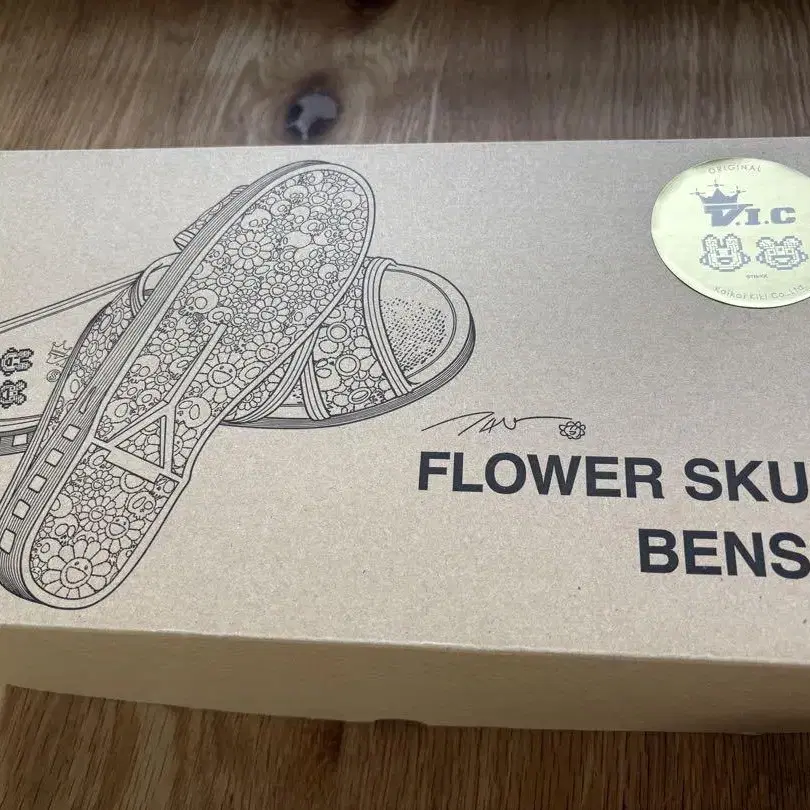 ORIGINAL
V.I.C
Kaikai Kiki Co., Ltd.
FLOWER SKU
BENS